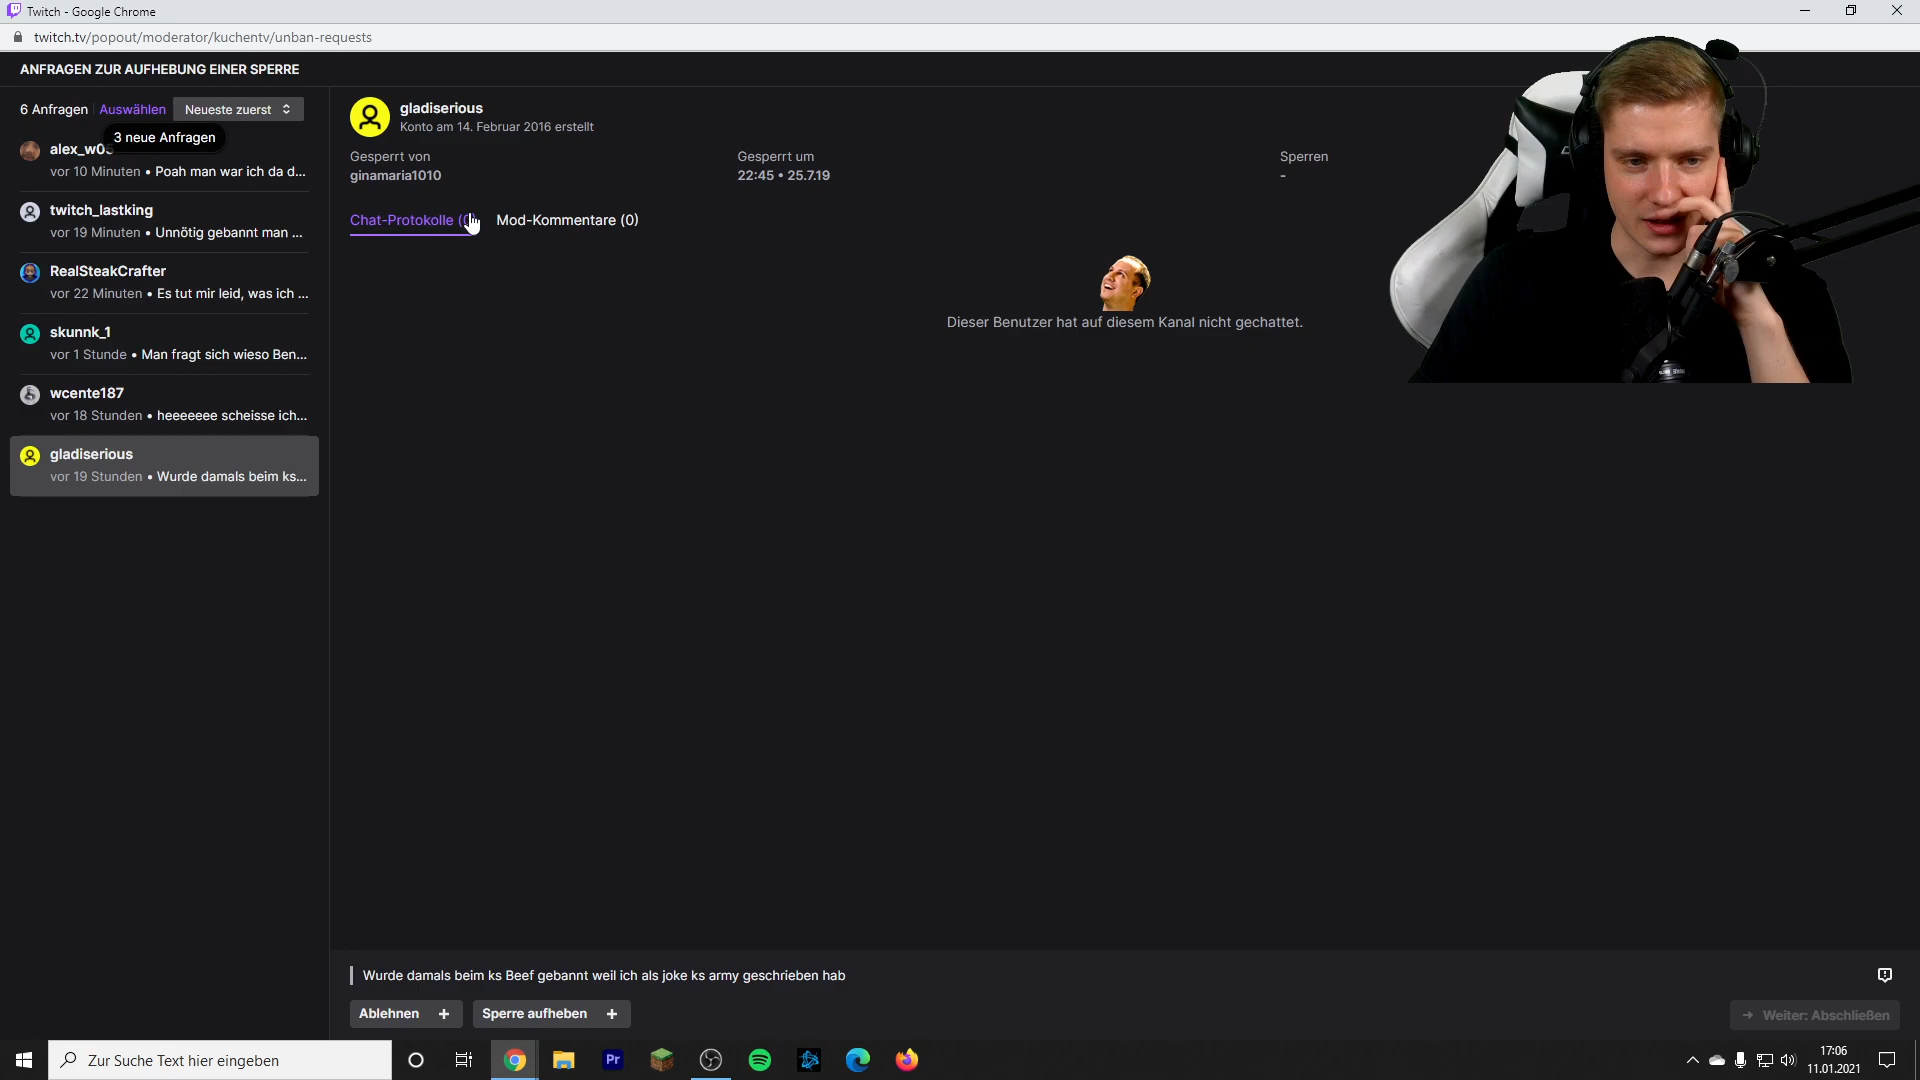 Twitch - Google Chrome
twitch.tv/popout/moderator/kuchentv/unban-requests
ANFRAGEN ZUR AUFHEBUNG EINER SPERRE
6 Anfragen Auswählen Neueste zuerst
3 neue Anfragen
alex_w0
vor 10 Minuten • Poah man war ich da d...
twitch_lastking
vor 19 Minuten • Unnötig gebannt man ...
RealSteakCrafter
vor 22 Minuten • Es tut mir leid, was ich ...
skunnk_1
vor 1 Stunde • Man fragt sich wieso Ben...
wcente187
vor 18 Stunden • heeeeeee scheisse ich...
gladiserious
vor 19 Stunden • Wurde damals beim ks...
gladiserious
Konto am 14. Februar 2016 erstellt
Gesperrt von
ginamaria1010
Gesperrt um
22:45 • 25.7.19
Sperren
-
Chat-Protokolle (0 Mod-Kommentare (0)
Dieser Benutzer hat auf diesem Kanal nicht gechattet.
Wurde damals beim ks Beef gebannt weil ich als joke ks army geschrieben hab
Ablehnen + Sperre aufheben +
→ Weiter: Abschließen
Zur Suche Text hier eingeben
Pr
17:06
11.01.2021